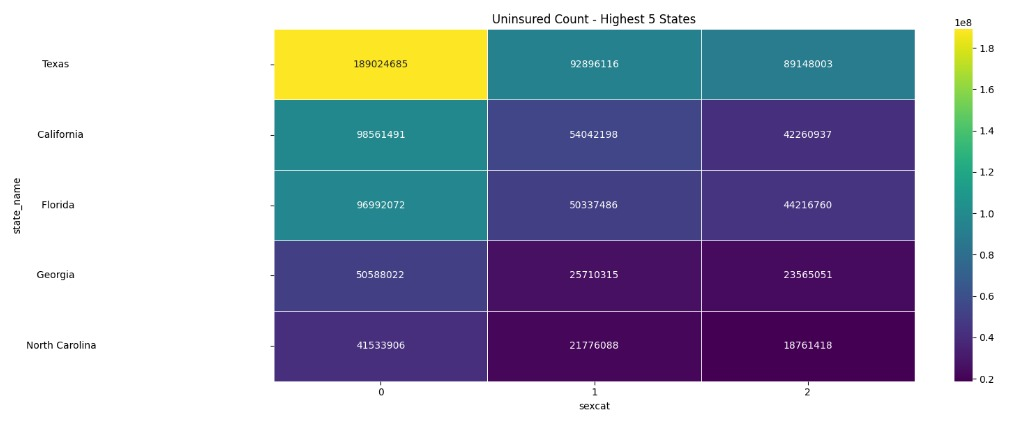 Uninsured Count - Highest 5 States
1e8
Texas 189024685 92896116 89148003
California 98561491 54042198 42260937
Florida 96992072 50337486 44216760
Georgia 50588022 25710315 23565051
North Carolina 41533906 21776088 18761418
state_name
0 1 2
sexcat
1.8
1.6
1.4
1.2
1.0
0.8
0.6
0.4
0.2